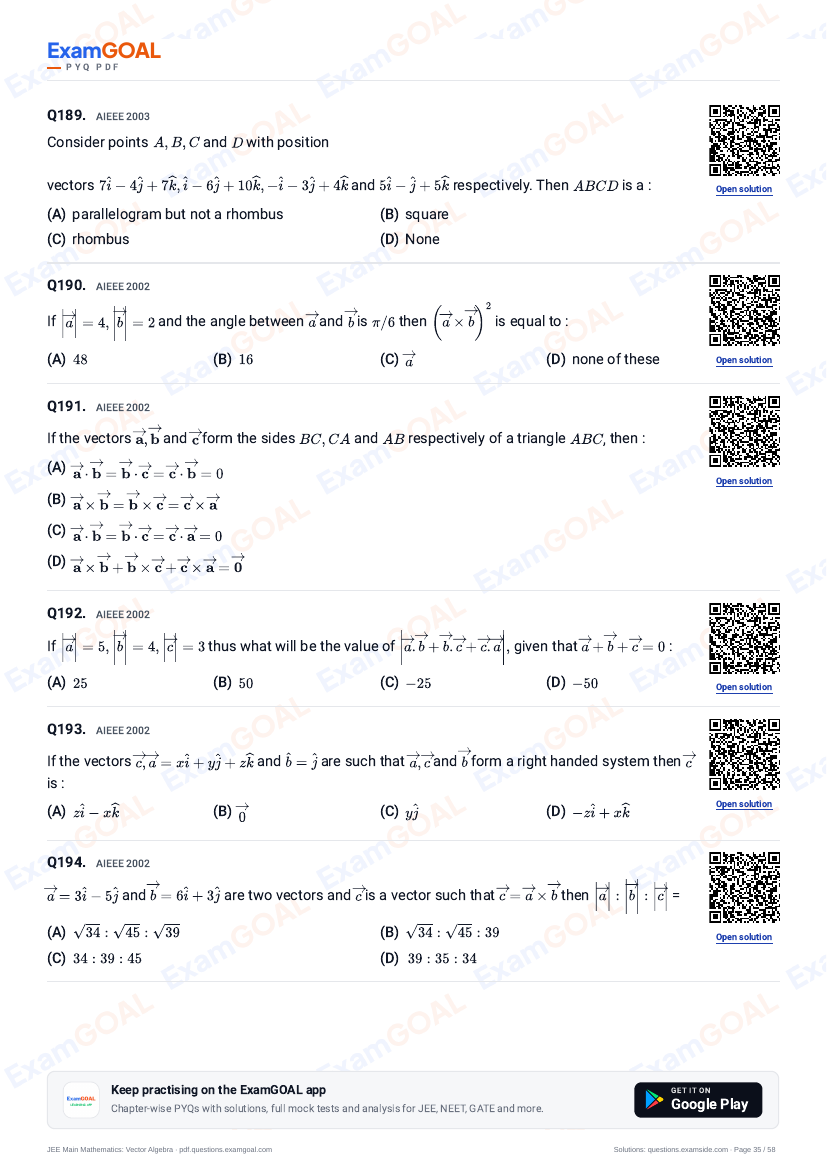 ExamGOAL
PYQ PDF
Q189. AIEEE 2003
Consider points A, B, C and D with position
vectors 7î − 4ĵ + 7k̂, î − 6ĵ + 10k̂, −î − 3ĵ + 4k̂ and 5î − ĵ + 5k̂ respectively. Then ABCD is a :
Open solution
(A) parallelogram but not a rhombus (B) square
(C) rhombus (D) None
Q190. AIEEE 2002
If |a⃗| = 4, |b⃗| = 2 and the angle between a⃗ and b⃗ is π/6 then (a⃗ × b⃗)² is equal to :
(A) 48 (B) 16 (C) a⃗ (D) none of these
Open solution
Q191. AIEEE 2002
If the vectors a⃗, b⃗ and c⃗ form the sides BC, CA and AB respectively of a triangle ABC, then :
(A) a⃗ · b⃗ = b⃗ · c⃗ = c⃗ · b⃗ = 0
Open solution
(B) a⃗ × b⃗ = b⃗ × c⃗ = c⃗ × a⃗
(C) a⃗ · b⃗ = b⃗ · c⃗ = c⃗ · a⃗ = 0
(D) a⃗ × b⃗ + b⃗ × c⃗ + c⃗ × a⃗ = 0⃗
Q192. AIEEE 2002
If |a⃗| = 5, |b⃗| = 4, |c⃗| = 3 thus what will be the value of |a⃗.b⃗ + b⃗.c⃗ + c⃗.a⃗|, given that a⃗ + b⃗ + c⃗ = 0 :
(A) 25 (B) 50 (C) −25 (D) −50
Open solution
Q193. AIEEE 2002
If the vectors c⃗, a⃗ = xî + yĵ + zk̂ and b̂ = ĵ are such that a⃗, c⃗ and b⃗ form a right handed system then c⃗
is :
Open solution
(A) zî − xk̂ (B) 0⃗ (C) yĵ (D) −zî + xk̂
Q194. AIEEE 2002
a⃗ = 3î − 5ĵ and b⃗ = 6î + 3ĵ are two vectors and c⃗ is a vector such that c⃗ = a⃗ × b⃗ then |a⃗| : |b⃗| : |c⃗| =
(A) √34 : √45 : √39 (B) √34 : √45 : 39
Open solution
(C) 34 : 39 : 45 (D) 39 : 35 : 34
Keep practising on the ExamGOAL app
Chapter-wise PYQs with solutions, full mock tests and analysis for JEE, NEET, GATE and more.
GET IT ON
Google Play
JEE Main Mathematics: Vector Algebra · pdf.questions.examgoal.com
Solutions: questions.examside.com · Page 35 / 58